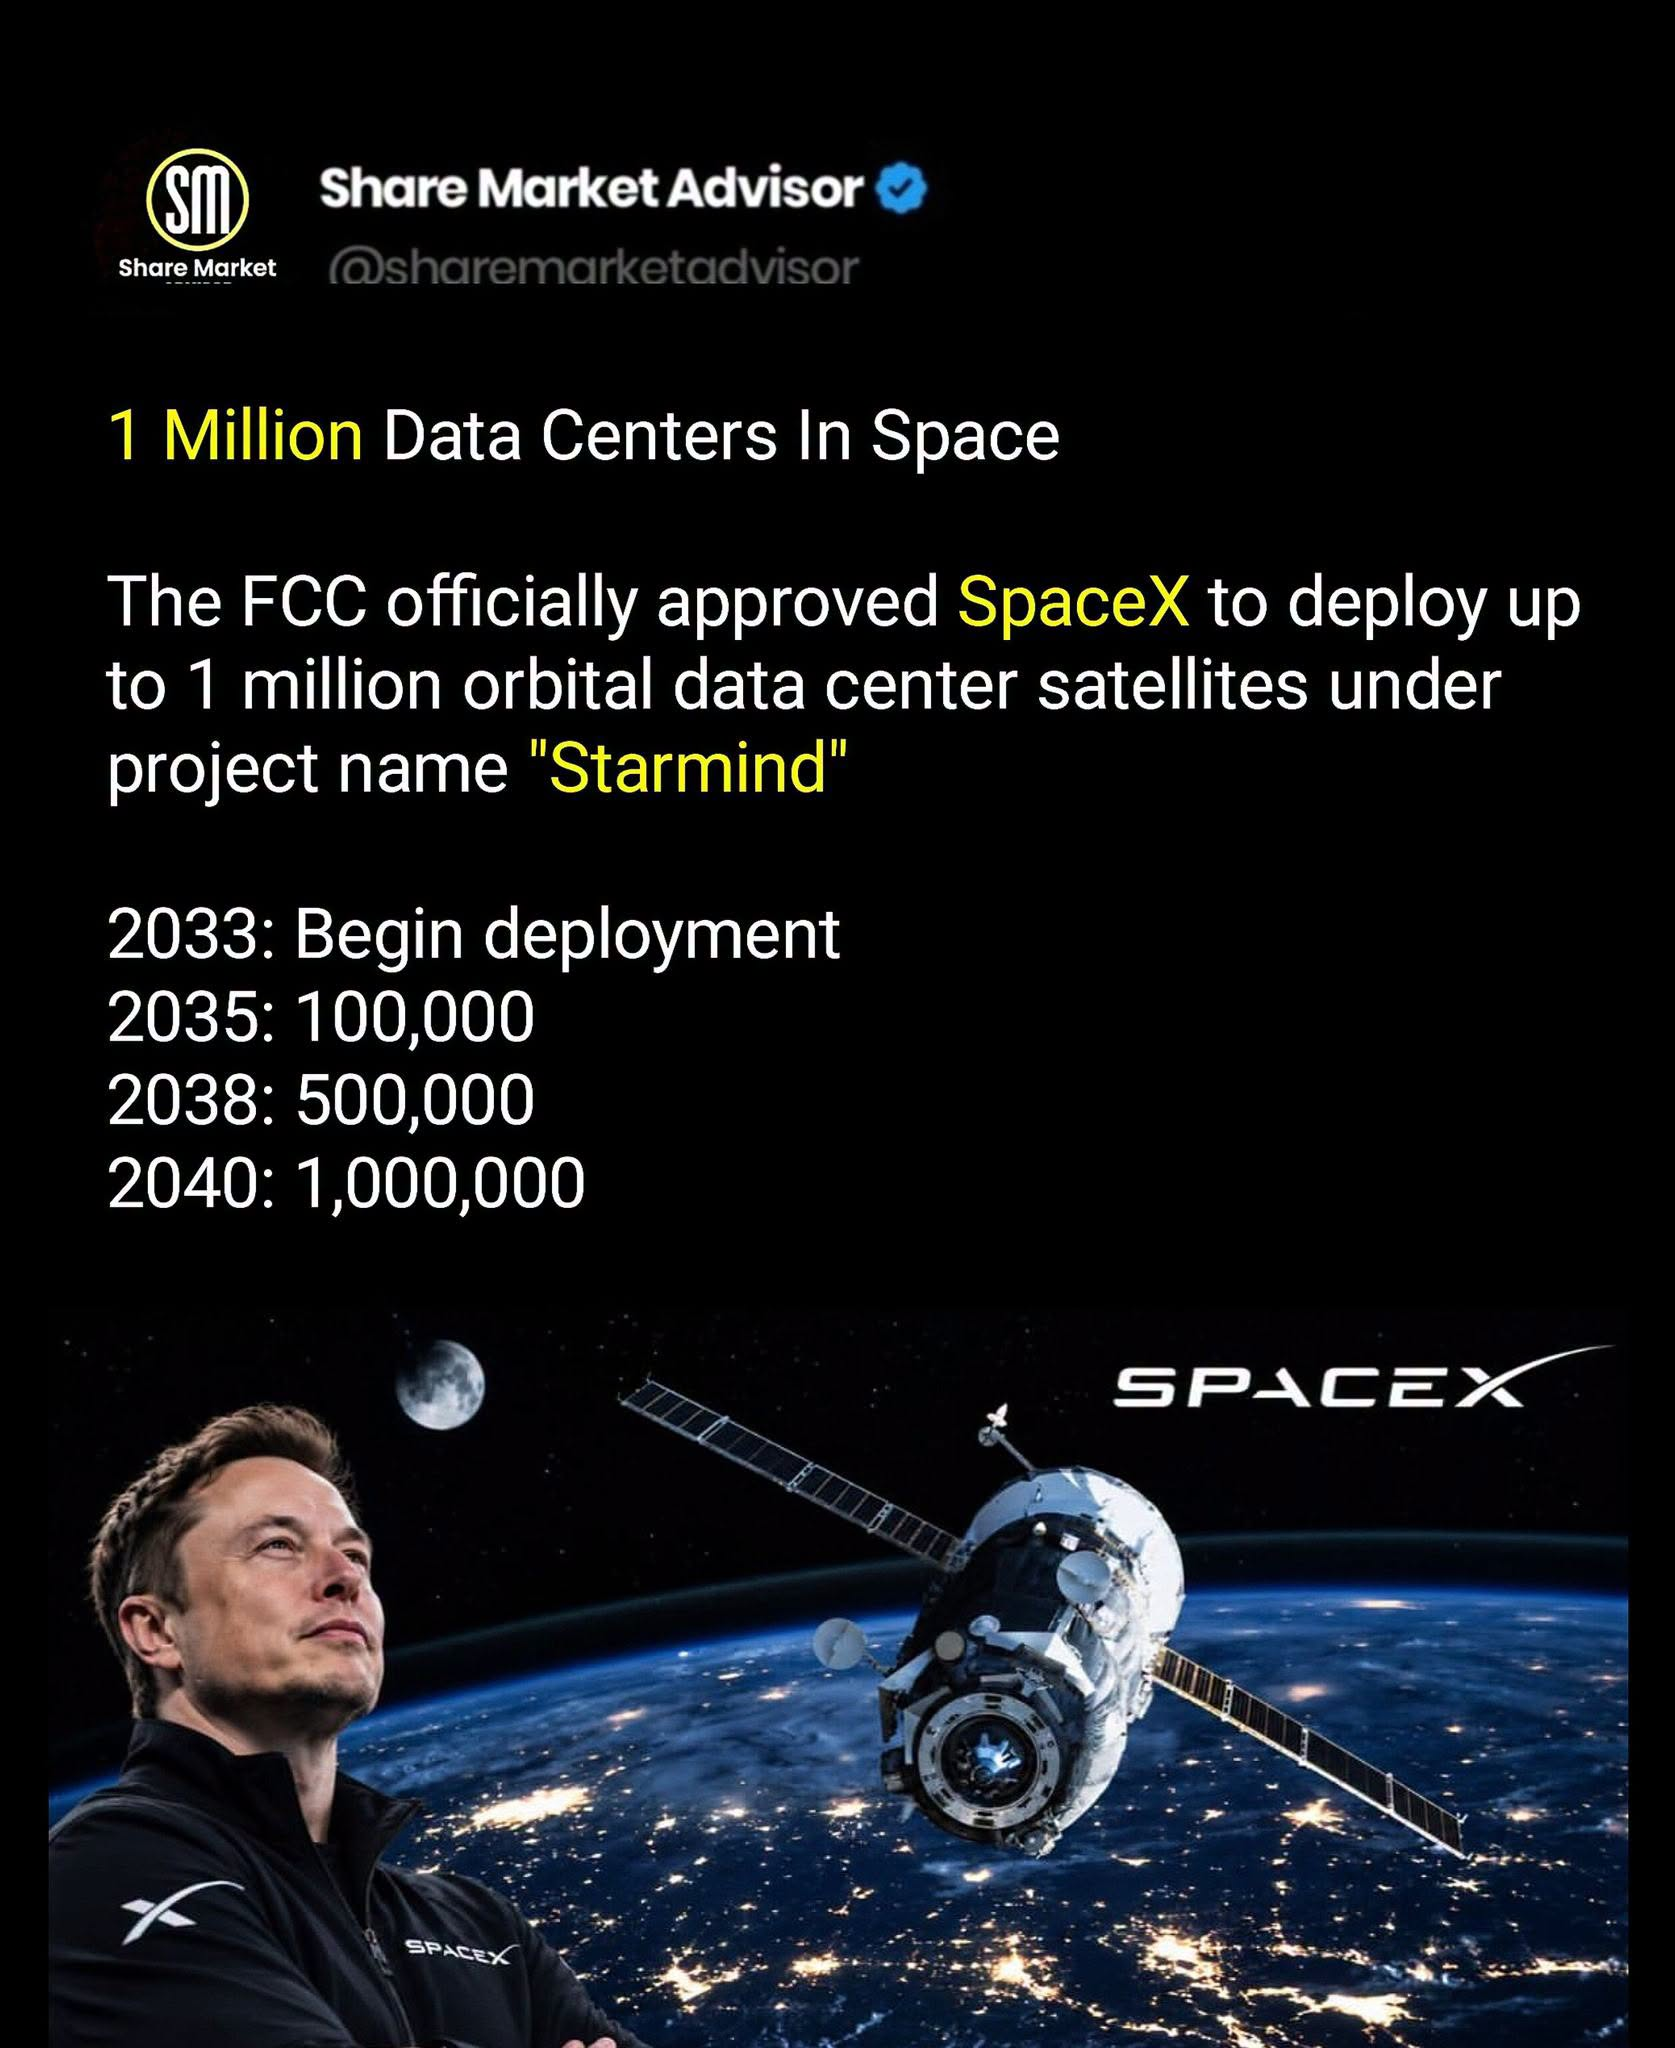 SM
Share Market
Share Market Advisor
@sharemarketadvisor
1 Million Data Centers In Space
The FCC officially approved SpaceX to deploy up
to 1 million orbital data center satellites under
project name "Starmind"
2033: Begin deployment
2035: 100,000
2038: 500,000
2040: 1,000,000
SPACEX
X
SPACEX